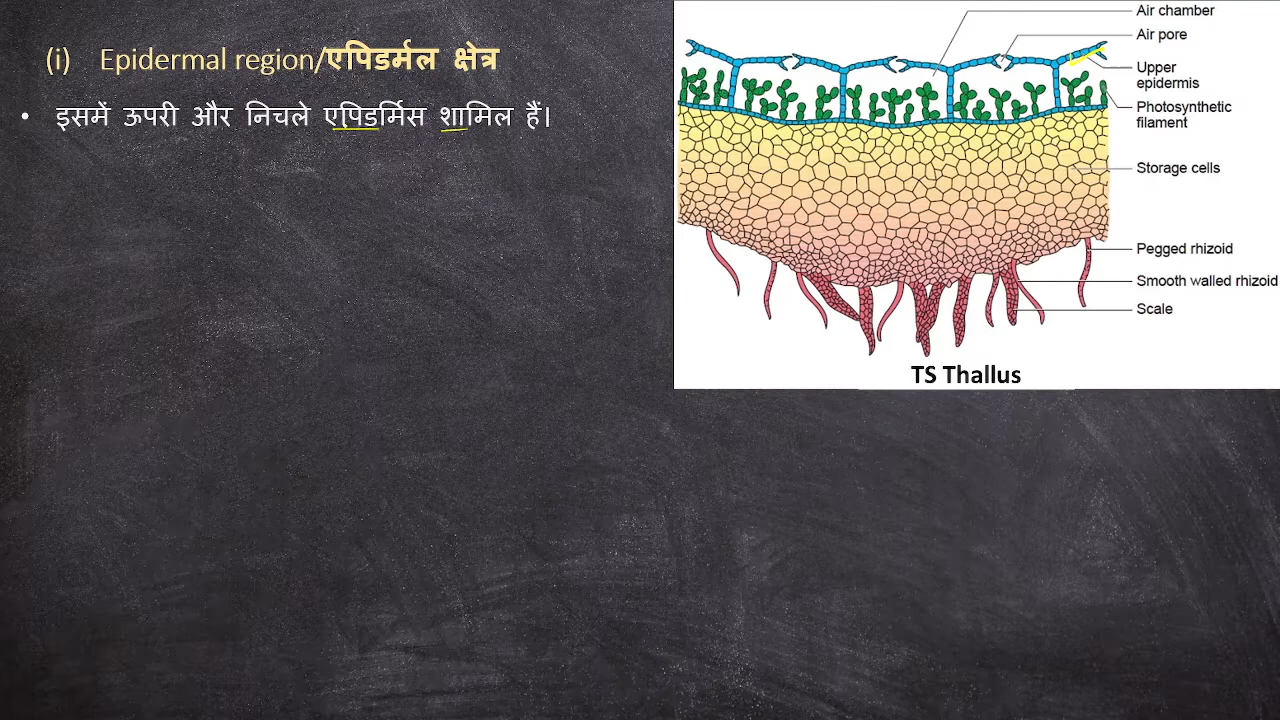 (i) Epidermal region/एपिडर्मल क्षेत्र
• इसमें ऊपरी और निचले एपिडर्मिस शामिल हैं।
Air chamber
Air pore
Upper
epidermis
Photosynthetic
filament
Storage cells
Pegged rhizoid
Smooth walled rhizoid
Scale
TS Thallus